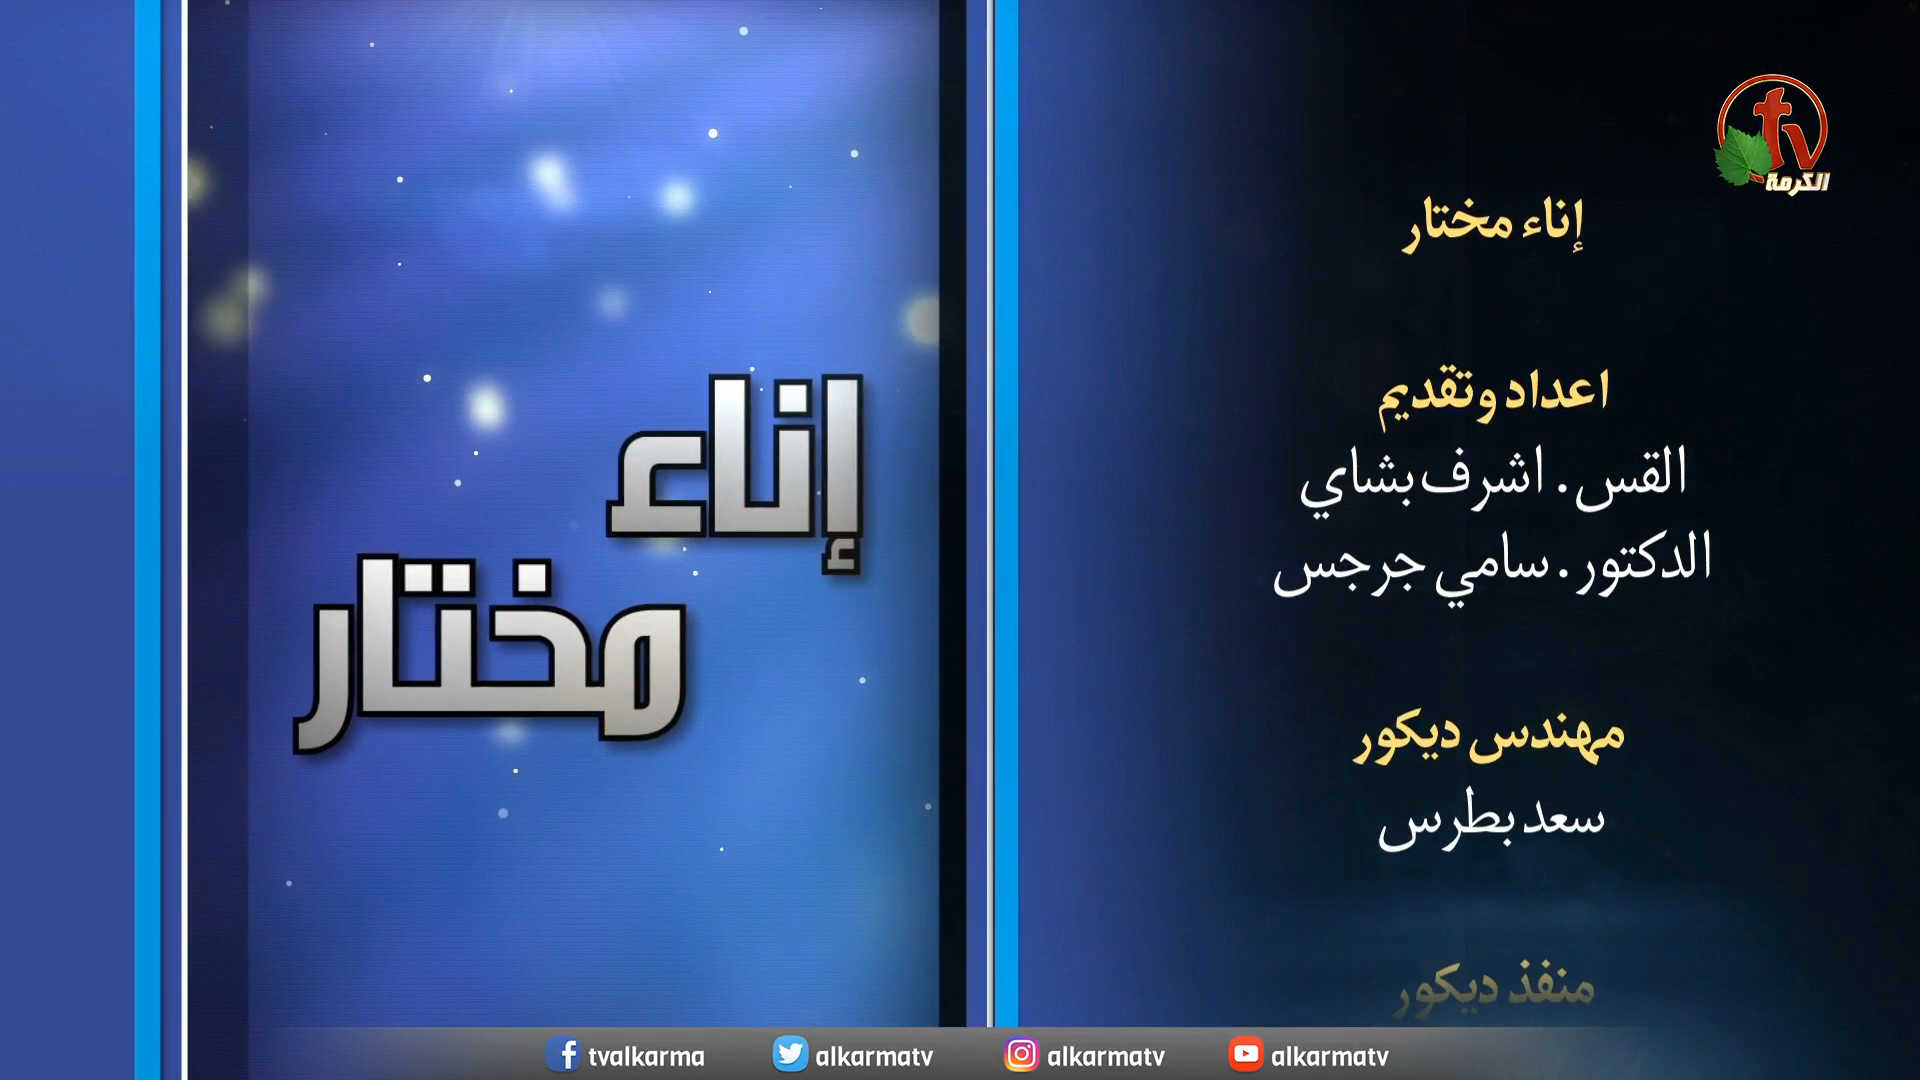 إناء
مختار
tv
الكرمة
إناء مختار
اعداد وتقديم
القس . اشرف بشاي
الدكتور . سامي جرجس
مهندس ديكور
سعد بطرس
منفذ ديكور
tvalkarma
alkarmatv
alkarmatv
alkarmatv